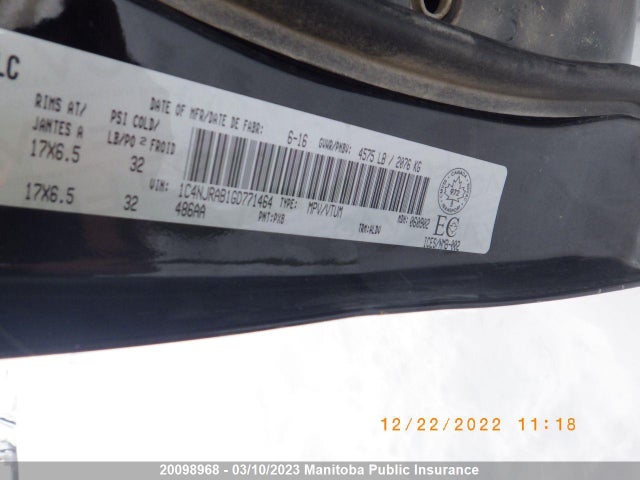 LC
RIMS AT/
JANTES A
17X6.5
17X6.5
PSI COLD/
LB/PO² FROID
32
32
DATE OF MFR/DATE DE FABR: 6-16 GVWR/PNBV: 4575 LB / 2076 KG
VIN: 1C4NJRAB1GD771464 TYPE: MPV/VTUM MDH: 060802
486AA PNT:PXB TRM:ALDV
CANADA
973
EC
ICES/NMB-002
12/22/2022 11:18
20098968 - 03/10/2023 Manitoba Public Insurance